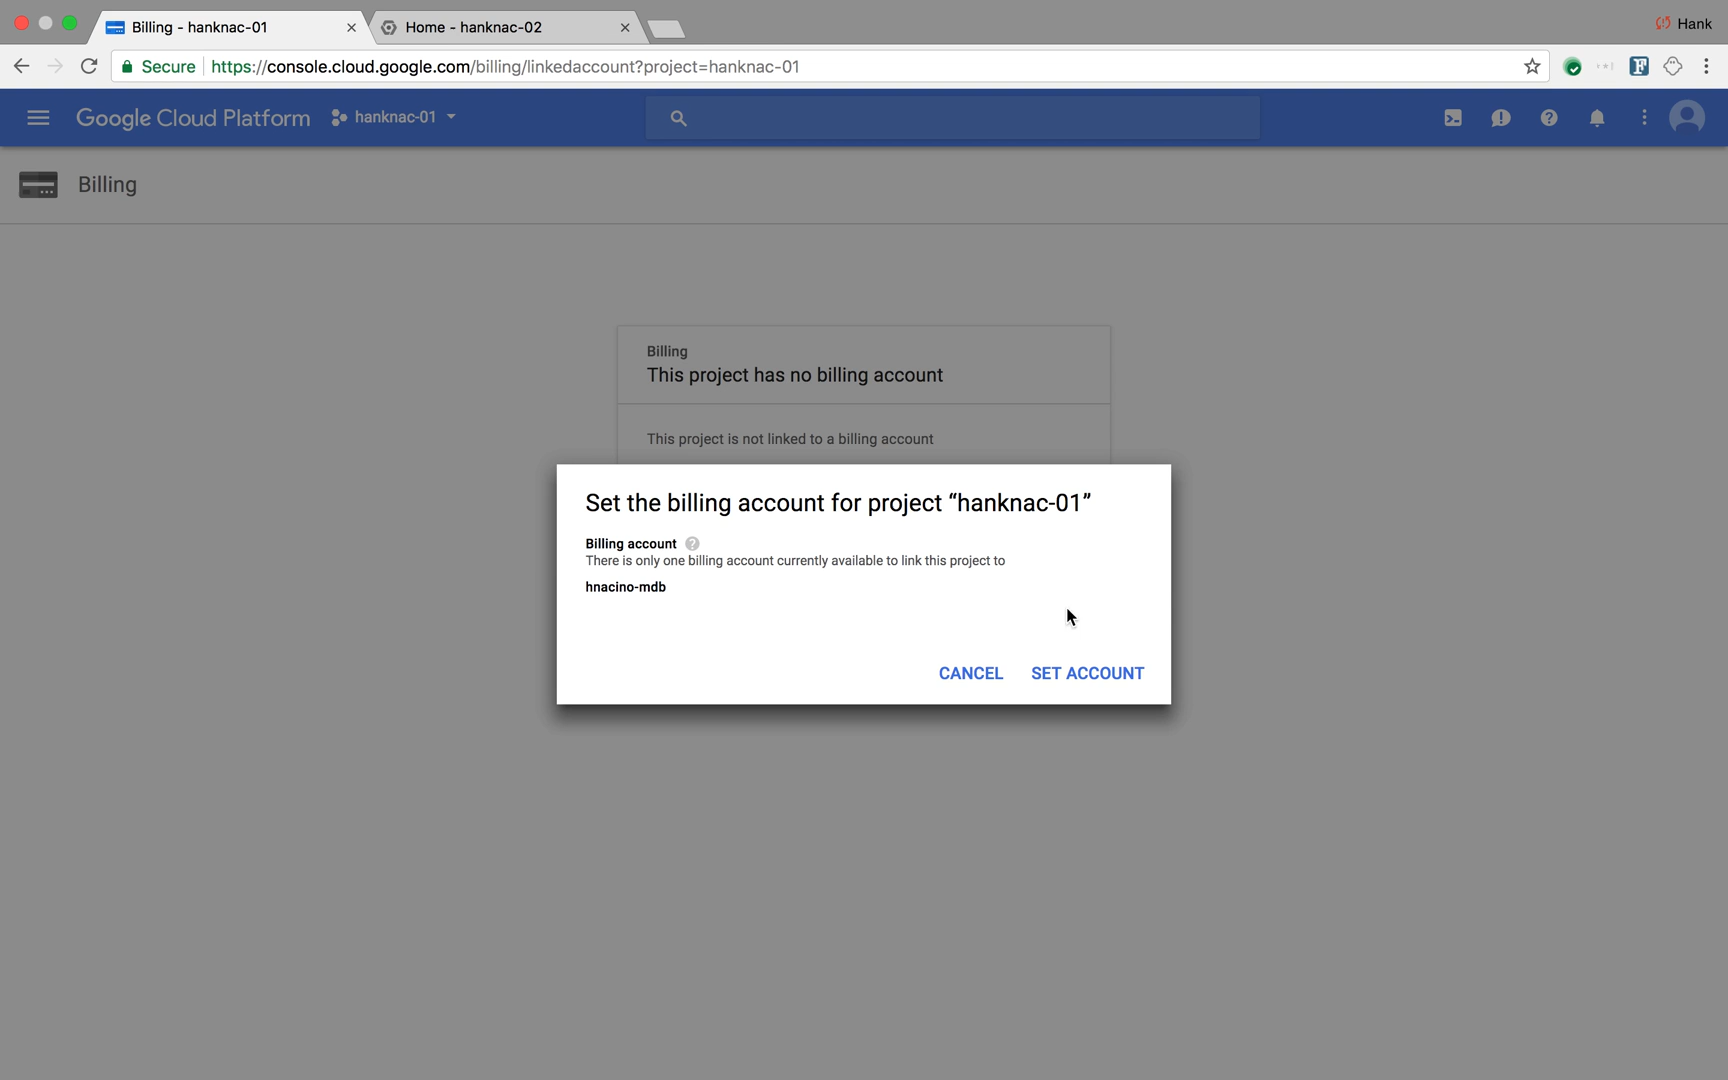 Billing - hanknac-01
Home - hanknac-02
Hank
Secure https://console.cloud.google.com/billing/linkedaccount?project=hanknac-01
Google Cloud Platform hanknac-01
Billing
Billing
This project has no billing account
This project is not linked to a billing account
Set the billing account for project “hanknac-01”
Billing account ?
There is only one billing account currently available to link this project to
hnacino-mdb
CANCEL SET ACCOUNT